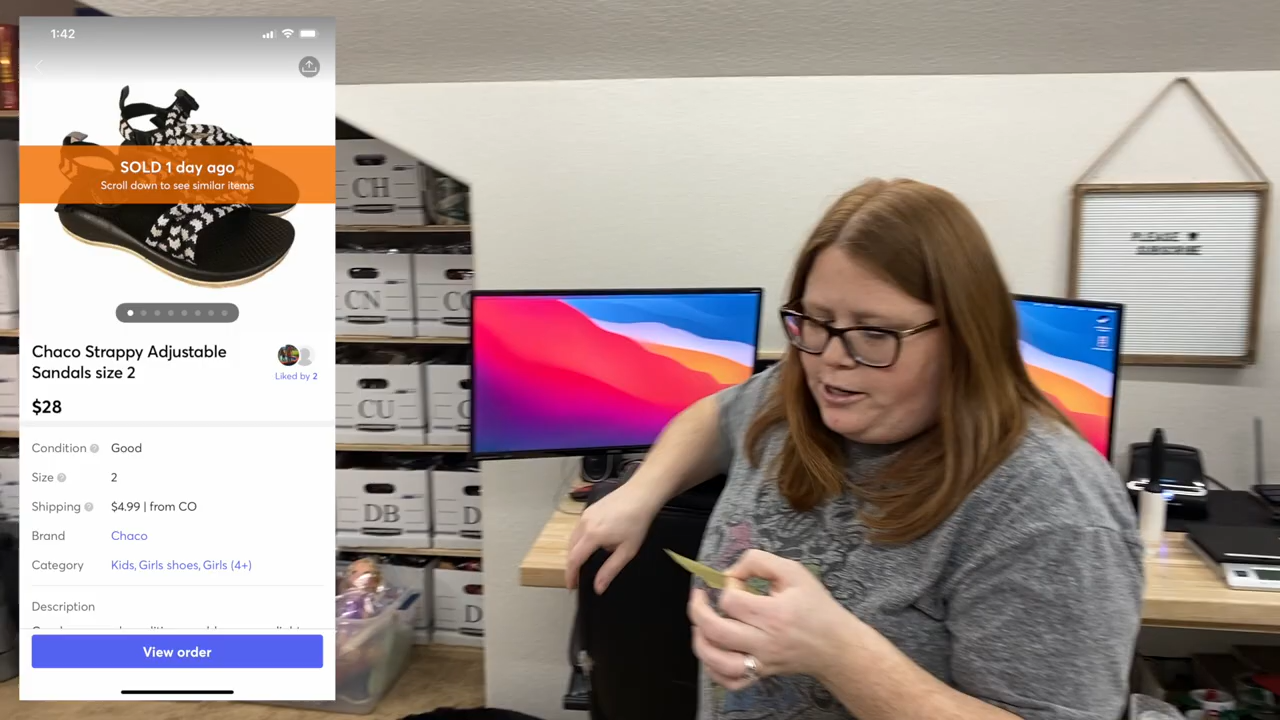 1:42
SOLD 1 day ago
Scroll down to see similar items
Chaco Strappy Adjustable
Sandals size 2
Liked by 2
$28
Condition Good
Size 2
Shipping $4.99 | from CO
Brand Chaco
Category Kids, Girls shoes, Girls (4+)
Description
View order
CH
CN
CU
DB
D
D
PLEASE ♥
SUBSCRIBE